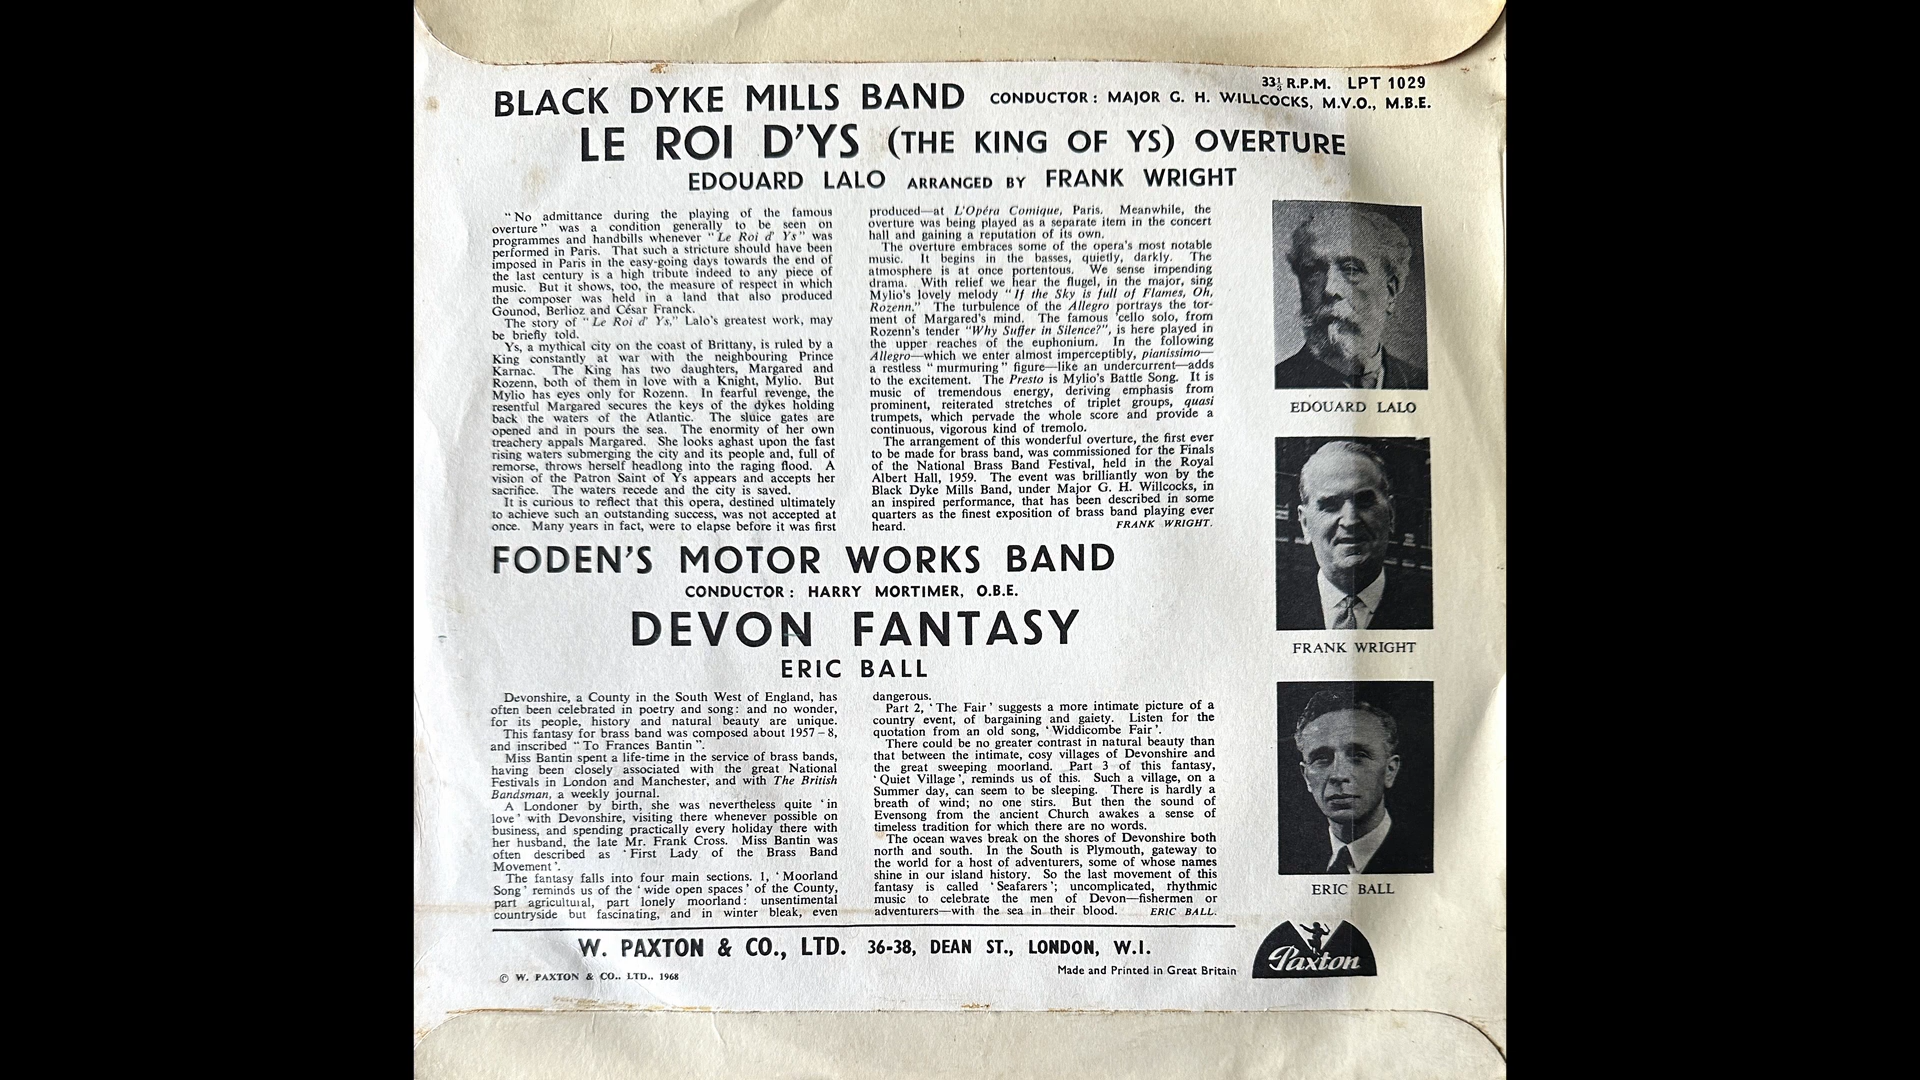 33⅓ R.P.M. LPT 1029
BLACK DYKE MILLS BAND CONDUCTOR: MAJOR G. H. WILLCOCKS, M.V.O., M.B.E.
LE ROI D'YS (THE KING OF YS) OVERTURE
EDOUARD LALO ARRANGED BY FRANK WRIGHT
"No admittance during the playing of the famous
overture" was a condition generally to be seen on
programmes and handbills whenever "Le Roi d' Ys" was
performed in Paris. That such a stricture should have been
imposed in Paris in the easy-going days towards the end of
the last century is a high tribute indeed to any piece of
music. But it shows, too, the measure of respect in which
the composer was held in a land that also produced
Gounod, Berlioz and César Franck.
The story of "Le Roi d' Ys," Lalo's greatest work, may
be briefly told.
Ys, a mythical city on the coast of Brittany, is ruled by a
King constantly at war with the neighbouring Prince
Karnac. The King has two daughters, Margared and
Rozenn, both of them in love with a Knight, Mylio. But
Mylio has eyes only for Rozenn. In fearful revenge, the
resentful Margared secures the keys of the dykes holding
back the waters of the Atlantic. The sluice gates are
opened and in pours the sea. The enormity of her own
treachery appals Margared. She looks aghast upon the fast
rising waters submerging the city and its people and, full of
remorse, throws herself headlong into the raging flood. A
vision of the Patron Saint of Ys appears and accepts her
sacrifice. The waters recede and the city is saved.
It is curious to reflect that this opera, destined ultimately
to achieve such an outstanding success, was not accepted at
once. Many years in fact, were to elapse before it was first
produced—at L'Opéra Comique, Paris. Meanwhile, the
overture was being played as a separate item in the concert
hall and gaining a reputation of its own.
The overture embraces some of the opera's most notable
music. It begins in the basses, quietly, darkly. The
atmosphere is at once portentous. We sense impending
drama. With relief we hear the flugel, in the major, sing
Mylio's lovely melody "If the Sky is full of Flames, Oh,
Rozenn." The turbulence of the Allegro portrays the tor-
ment of Margared's mind. The famous 'cello solo, from
Rozenn's tender "Why Suffer in Silence?", is here played in
the upper reaches of the euphonium. In the following
Allegro—which we enter almost imperceptibly, pianissimo—
a restless "murmuring" figure—like an undercurrent—adds
to the excitement. The Presto is Mylio's Battle Song. It is
music of tremendous energy, deriving emphasis from
prominent, reiterated stretches of triplet groups, quasi
trumpets, which pervade the whole score and provide a
continuous, vigorous kind of tremolo.
The arrangement of this wonderful overture, the first ever
to be made for brass band, was commissioned for the Finals
of the National Brass Band Festival, held in the Royal
Albert Hall, 1959. The event was brilliantly won by the
Black Dyke Mills Band, under Major G. H. Willcocks, in
an inspired performance, that has been described in some
quarters as the finest exposition of brass band playing ever
heard. FRANK WRIGHT.
EDOUARD LALO
FRANK WRIGHT
FODEN'S MOTOR WORKS BAND
CONDUCTOR: HARRY MORTIMER, O.B.E.
DEVON FANTASY
ERIC BALL
Devonshire, a County in the South West of England, has
often been celebrated in poetry and song: and no wonder,
for its people, history and natural beauty are unique.
This fantasy for brass band was composed about 1957-8,
and inscribed "To Frances Bantin".
Miss Bantin spent a life-time in the service of brass bands,
having been closely associated with the great National
Festivals in London and Manchester, and with The British
Bandsman, a weekly journal.
A Londoner by birth, she was nevertheless quite 'in
love' with Devonshire, visiting there whenever possible on
business, and spending practically every holiday there with
her husband, the late Mr. Frank Cross. Miss Bantin was
often described as 'First Lady of the Brass Band
Movement'.
The fantasy falls into four main sections. 1, 'Moorland
Song' reminds us of the 'wide open spaces' of the County,
part agricultural, part lonely moorland: unsentimental
countryside but fascinating, and in winter bleak, even
dangerous.
Part 2, 'The Fair' suggests a more intimate picture of a
country event, of bargaining and gaiety. Listen for the
quotation from an old song, 'Widdicombe Fair'.
There could be no greater contrast in natural beauty than
that between the intimate, cosy villages of Devonshire and
the great sweeping moorland. Part 3 of this fantasy,
'Quiet Village', reminds us of this. Such a village, on a
Summer day, can seem to be sleeping. There is hardly a
breath of wind; no one stirs. But then the sound of
Evensong from the ancient Church awakes a sense of
timeless tradition for which there are no words.
The ocean waves break on the shores of Devonshire both
north and south. In the South is Plymouth, gateway to
the world for a host of adventurers, some of whose names
shine in our island history. So the last movement of this
fantasy is called 'Seafarers'; uncomplicated, rhythmic
music to celebrate the men of Devon—fishermen or
adventurers—with the sea in their blood. ERIC BALL.
ERIC BALL
W. PAXTON & CO., LTD. 36-38, DEAN ST., LONDON, W.I.
© W. PAXTON & CO.. LTD.. 1968
Made and Printed in Great Britain
Paxton